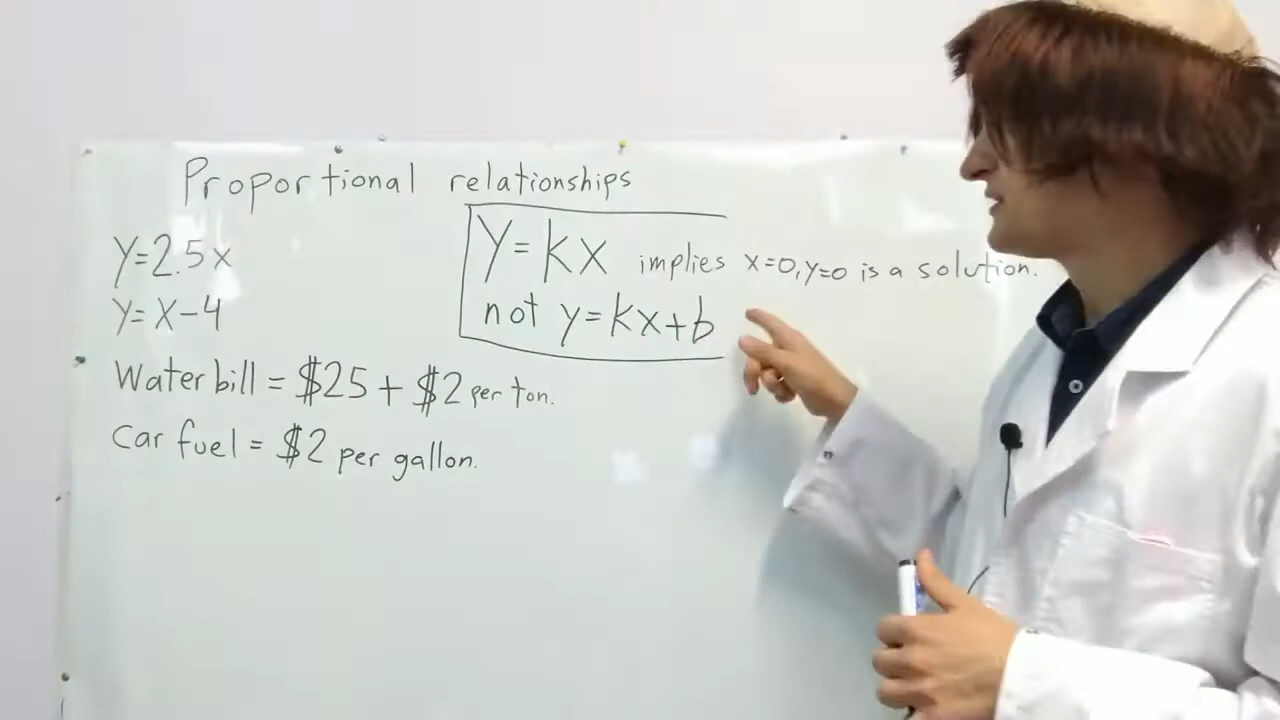 Proportional relationships
y=2.5x
y=x-4
Water bill = $25 + $2 per ton.
Car fuel = $2 per gallon.
y=kx implies x=0, y=0 is a solution.
not y=kx+b